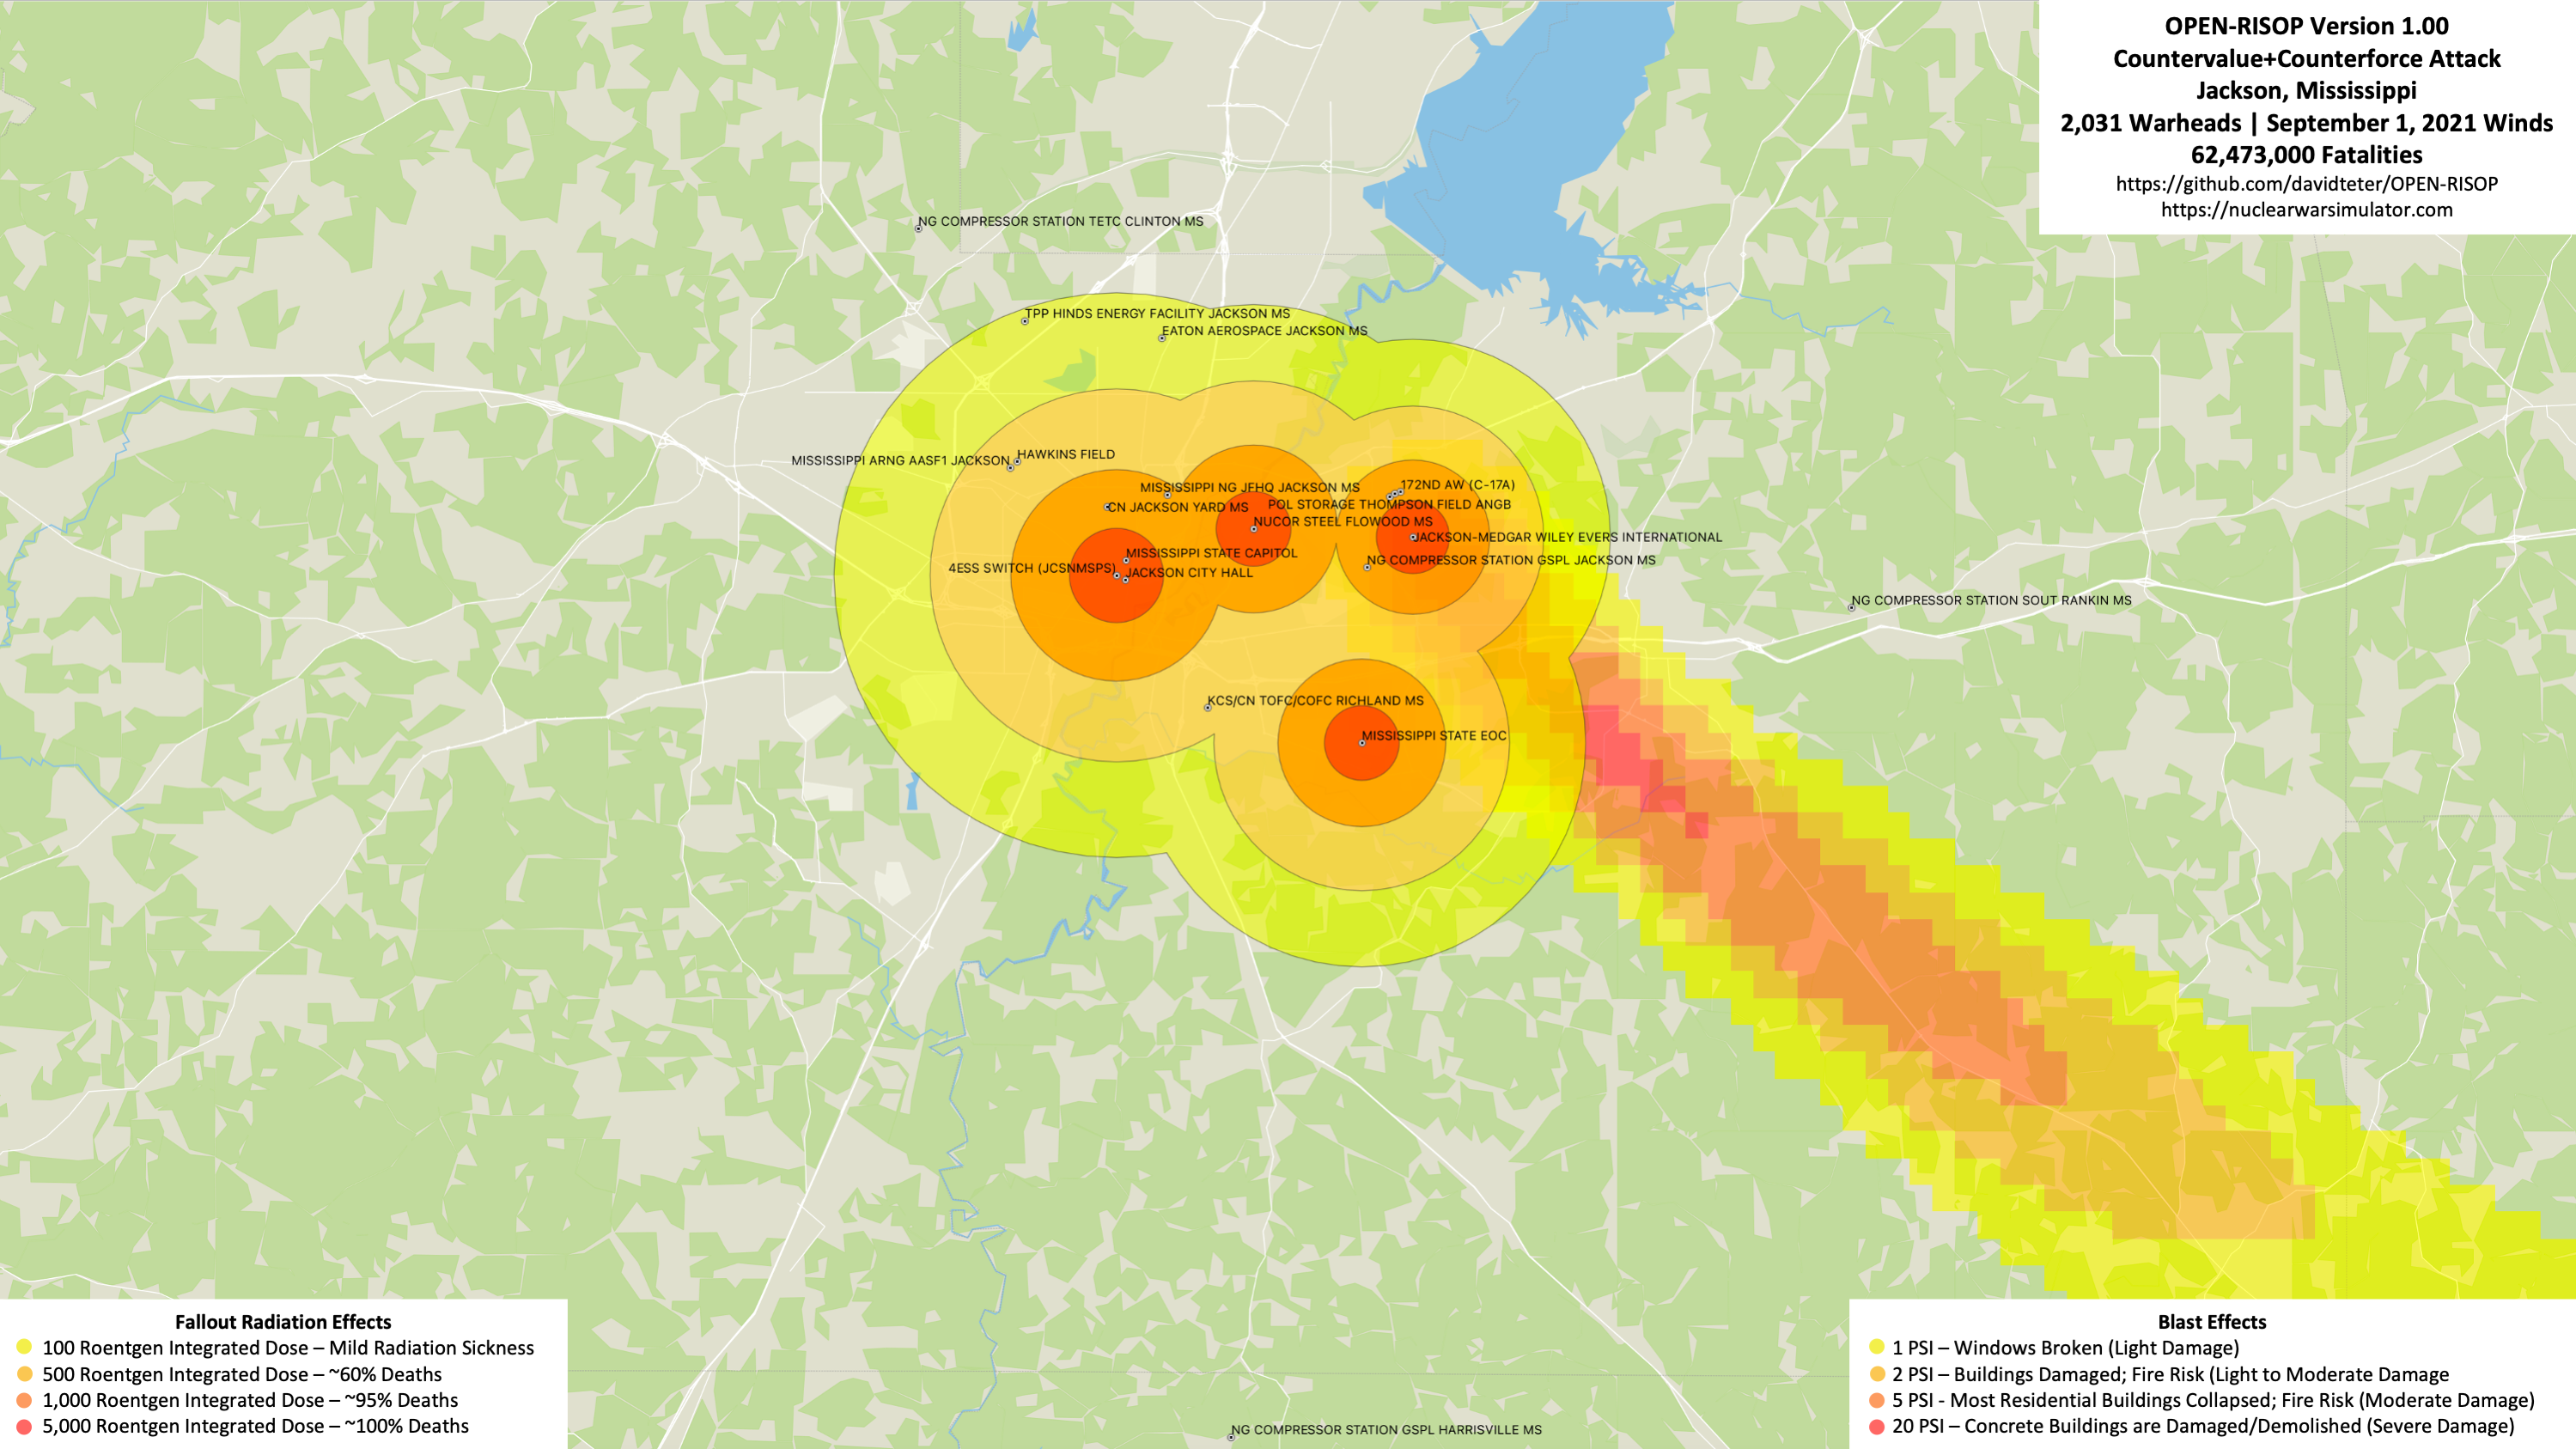 OPEN-RISOP Version 1.00
Countervalue+Counterforce Attack
Jackson, Mississippi
2,031 Warheads | September 1, 2021 Winds
62,473,000 Fatalities
https://github.com/davidteter/OPEN-RISOP
https://nuclearwarsimulator.com
NG COMPRESSOR STATION TETC CLINTON MS
TPP HINDS ENERGY FACILITY JACKSON MS
EATON AEROSPACE JACKSON MS
HAWKINS FIELD
MISSISSIPPI ARNG AASF1 JACKSON
172ND AW (C-17A)
MISSISSIPPI NG JFHQ JACKSON MS
POL STORAGE THOMPSON FIELD ANGB
CN JACKSON YARD MS
NUCOR STEEL FLOWOOD MS
JACKSON-MEDGAR WILEY EVERS INTERNATIONAL
MISSISSIPPI STATE CAPITOL
NG COMPRESSOR STATION GSPL JACKSON MS
4ESS SWITCH (JCSNMSPS)
JACKSON CITY HALL
NG COMPRESSOR STATION SOUT RANKIN MS
KCS/CN TOFC/COFC RICHLAND MS
MISSISSIPPI STATE EOC
NG COMPRESSOR STATION GSPL HARRISVILLE MS
Fallout Radiation Effects
100 Roentgen Integrated Dose – Mild Radiation Sickness
500 Roentgen Integrated Dose – ~60% Deaths
1,000 Roentgen Integrated Dose – ~95% Deaths
5,000 Roentgen Integrated Dose – ~100% Deaths
Blast Effects
1 PSI – Windows Broken (Light Damage)
2 PSI – Buildings Damaged; Fire Risk (Light to Moderate Damage
5 PSI - Most Residential Buildings Collapsed; Fire Risk (Moderate Damage)
20 PSI – Concrete Buildings are Damaged/Demolished (Severe Damage)